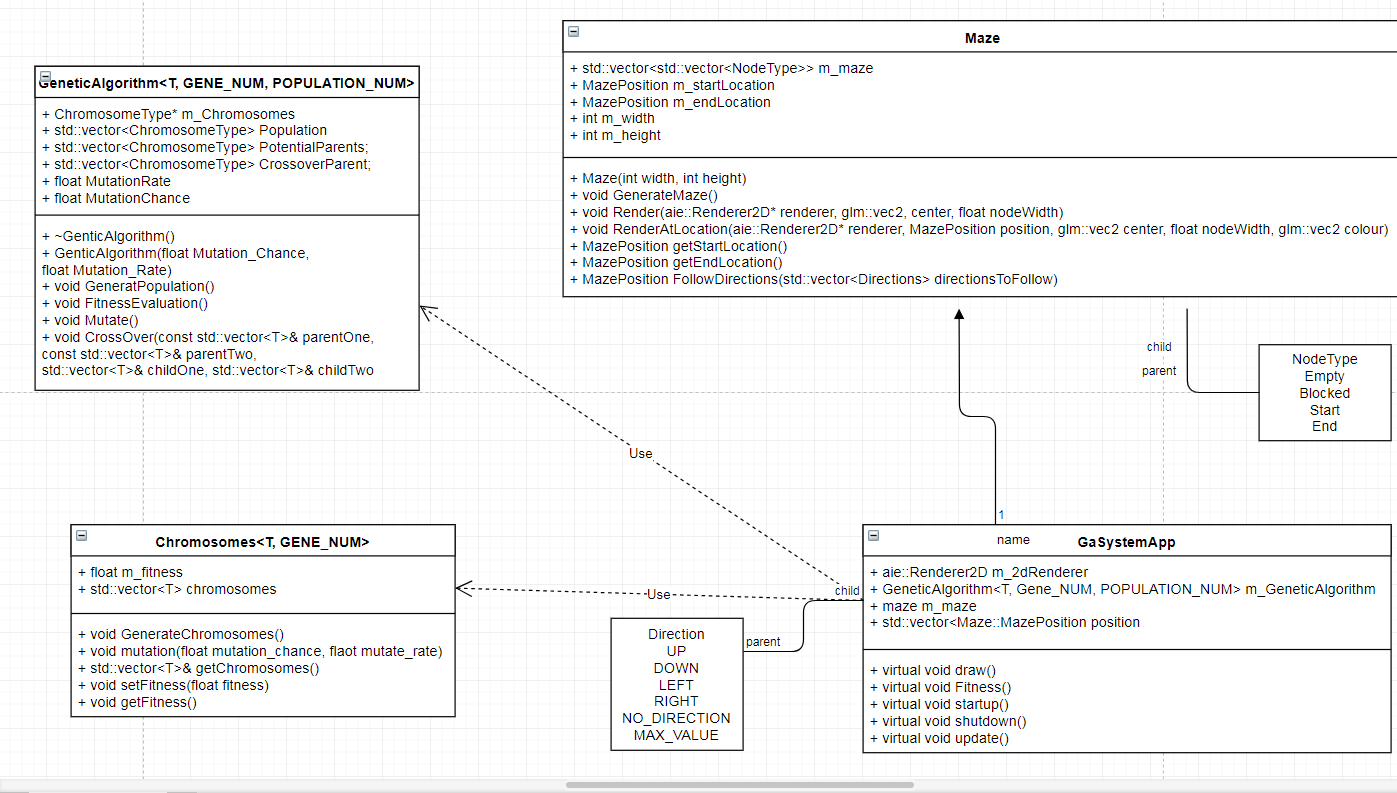 GeneticAlgorithm<T, GENE_NUM, POPULATION_NUM>
+ ChromosomeType* m_Chromosomes
+ std::vector<ChromosomeType> Population
+ std::vector<ChromosomeType> PotentialParents;
+ std::vector<ChromosomeType> CrossoverParent;
+ float MutationRate
+ float MutationChance
+ ~GenticAlgorithm()
+ GenticAlgorithm(float Mutation_Chance,
float Mutation_Rate)
+ void GeneratPopulation()
+ void FitnessEvaluation()
+ void Mutate()
+ void CrossOver(const std::vector<T>& parentOne,
const std::vector<T>& parentTwo,
std::vector<T>& childOne, std::vector<T>& childTwo
Maze
+ std::vector<std::vector<NodeType>> m_maze
+ MazePosition m_startLocation
+ MazePosition m_endLocation
+ int m_width
+ int m_height
+ Maze(int width, int height)
+ void GenerateMaze()
+ void Render(aie::Renderer2D* renderer, glm::vec2, center, float nodeWidth)
+ void RenderAtLocation(aie::Renderer2D* renderer, MazePosition position, glm::vec2 center, float nodeWidth, glm::vec2 colour)
+ MazePosition getStartLocation()
+ MazePosition getEndLocation()
+ MazePosition FollowDirections(std::vector<Directions> directionsToFollow)
child
parent
NodeType
Empty
Blocked
Start
End
Use
Chromosomes<T, GENE_NUM>
+ float m_fitness
+ std::vector<T> chromosomes
+ void GenerateChromosomes()
+ void mutation(float mutation_chance, flaot mutate_rate)
+ std::vector<T>& getChromosomes()
+ void setFitness(float fitness)
+ void getFitness()
Use
child
parent
Direction
UP
DOWN
LEFT
RIGHT
NO_DIRECTION
MAX_VALUE
1
name
GaSystemApp
+ aie::Renderer2D m_2dRenderer
+ GeneticAlgorithm<T, Gene_NUM, POPULATION_NUM> m_GeneticAlgorithm
+ maze m_maze
+ std::vector<Maze::MazePosition position
+ virtual void draw()
+ virtual void Fitness()
+ virtual void startup()
+ virtual void shutdown()
+ virtual void update()